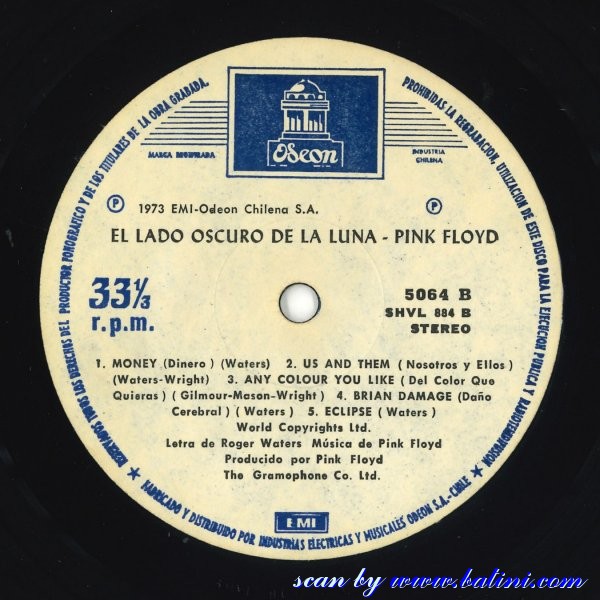 RESERVADOS TODOS LOS DERECHOS DEL PRODUCTOR FONOGRAFICO Y DE LOS TITULARES DE LA OBRA GRABADA.
PROHIBIDAS LA REGRABACION, UTILIZACION DE ESTE DISCO PARA LA EJECUCION PUBLICA Y RADIOTELEDIFUSION
Odeon
MARCA REGISTRADA
INDUSTRIA
CHILENA
Ⓟ 1973 EMI-Odeon Chilena S.A. Ⓟ
EL LADO OSCURO DE LA LUNA - PINK FLOYD
33⅓
r.p.m.
5064 B
SHVL 884 B
STEREO
1. MONEY (Dinero) (Waters) 2. US AND THEM (Nosotros y Ellos)
(Waters-Wright) 3. ANY COLOUR YOU LIKE (Del Color Que
Quieras) (Gilmour-Mason-Wright) 4. BRIAN DAMAGE (Daño
Cerebral) (Waters) 5. ECLIPSE (Waters)
World Copyrights Ltd.
Letra de Roger Waters Música de Pink Floyd
Producido por Pink Floyd
The Gramophone Co. Ltd.
EMI
FABRICADO Y DISTRIBUIDO POR INDUSTRIAS ELECTRICAS Y MUSICALES ODEON S.A.-CHILE
scan by www.batini.com